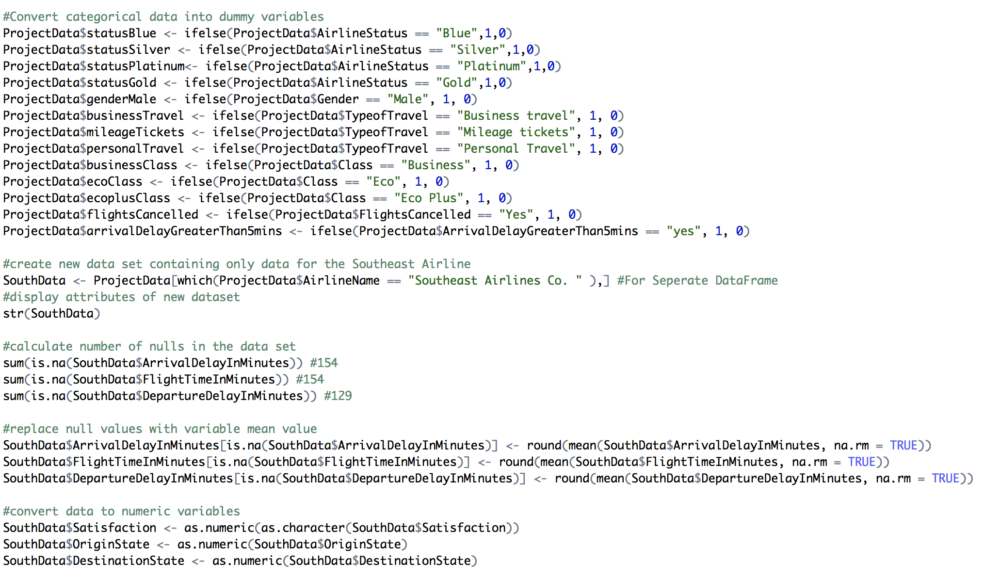 #Convert categorical data into dummy variables
ProjectData$statusBlue <- ifelse(ProjectData$AirlineStatus == "Blue",1,0)
ProjectData$statusSilver <- ifelse(ProjectData$AirlineStatus == "Silver",1,0)
ProjectData$statusPlatinum<- ifelse(ProjectData$AirlineStatus == "Platinum",1,0)
ProjectData$statusGold <- ifelse(ProjectData$AirlineStatus == "Gold",1,0)
ProjectData$genderMale <- ifelse(ProjectData$Gender == "Male", 1, 0)
ProjectData$businessTravel <- ifelse(ProjectData$TypeofTravel == "Business travel", 1, 0)
ProjectData$mileageTickets <- ifelse(ProjectData$TypeofTravel == "Mileage tickets", 1, 0)
ProjectData$personalTravel <- ifelse(ProjectData$TypeofTravel == "Personal Travel", 1, 0)
ProjectData$businessClass <- ifelse(ProjectData$Class == "Business", 1, 0)
ProjectData$ecoClass <- ifelse(ProjectData$Class == "Eco", 1, 0)
ProjectData$ecoplusClass <- ifelse(ProjectData$Class == "Eco Plus", 1, 0)
ProjectData$flightsCancelled <- ifelse(ProjectData$FlightsCancelled == "Yes", 1, 0)
ProjectData$arrivalDelayGreaterThan5mins <- ifelse(ProjectData$ArrivalDelayGreaterThan5mins == "yes", 1, 0)

#create new data set containing only data for the Southeast Airline
SouthData <- ProjectData[which(ProjectData$AirlineName == "Southeast Airlines Co. " ),] #For Seperate DataFrame
#display attributes of new dataset
str(SouthData)

#calculate number of nulls in the data set
sum(is.na(SouthData$ArrivalDelayInMinutes)) #154
sum(is.na(SouthData$FlightTimeInMinutes)) #154
sum(is.na(SouthData$DepartureDelayInMinutes)) #129

#replace null values with variable mean value
SouthData$ArrivalDelayInMinutes[is.na(SouthData$ArrivalDelayInMinutes)] <- round(mean(SouthData$ArrivalDelayInMinutes, na.rm = TRUE))
SouthData$FlightTimeInMinutes[is.na(SouthData$FlightTimeInMinutes)] <- round(mean(SouthData$FlightTimeInMinutes, na.rm = TRUE))
SouthData$DepartureDelayInMinutes[is.na(SouthData$DepartureDelayInMinutes)] <- round(mean(SouthData$DepartureDelayInMinutes, na.rm = TRUE))

#convert data to numeric variables
SouthData$Satisfaction <- as.numeric(as.character(SouthData$Satisfaction))
SouthData$OriginState <- as.numeric(SouthData$OriginState)
SouthData$DestinationState <- as.numeric(SouthData$DestinationState)